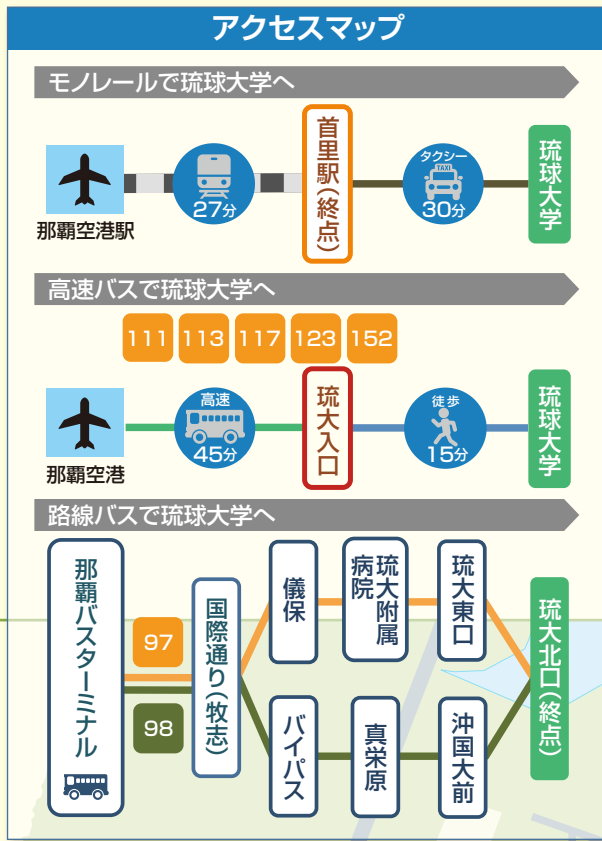 アクセスマップ
モノレールで琉球大学へ
那覇空港駅
27分
首里駅(終点)
タクシー
TAXI
30分
琉球大学
高速バスで琉球大学へ
111 113 117 123 152
那覇空港
高速
45分
琉大入口
徒歩
15分
琉球大学
路線バスで琉球大学へ
那覇バスターミナル
97
98
国際通り(牧志)
儀保
琉大附属
病院
琉大東口
バイパス
真栄原
沖国大前
琉大北口(終点)